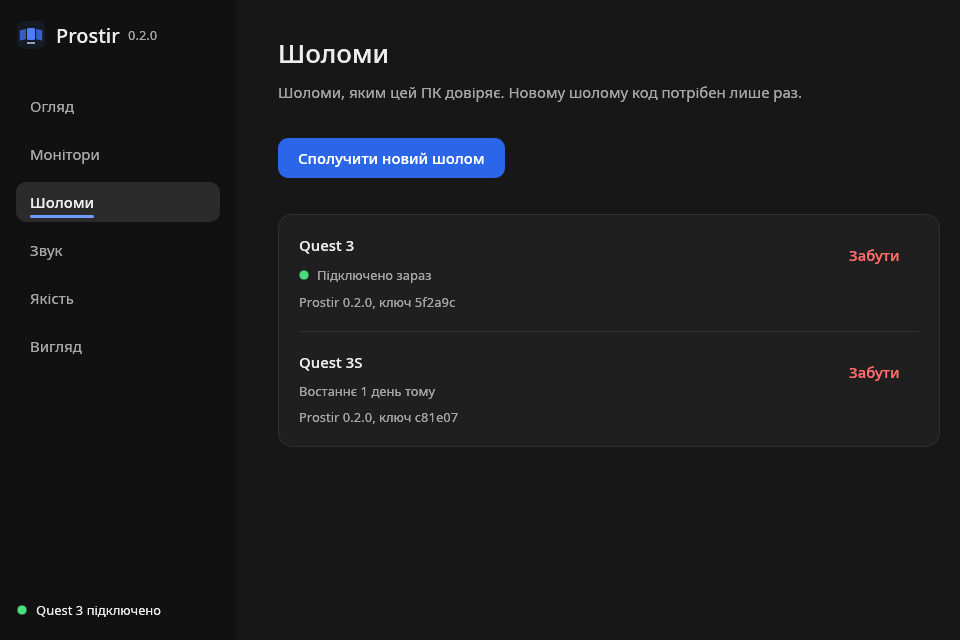 Prostir 0.2.0
Огляд
Монітори
Шоломи
Звук
Якість
Вигляд
Quest 3 підключено
Шоломи
Шоломи, яким цей ПК довіряє. Новому шолому код потрібен лише раз.
Сполучити новий шолом
Quest 3
Забути
Підключено зараз
Prostir 0.2.0, ключ 5f2a9c
Quest 3S
Забути
Востаннє 1 день тому
Prostir 0.2.0, ключ c81e07